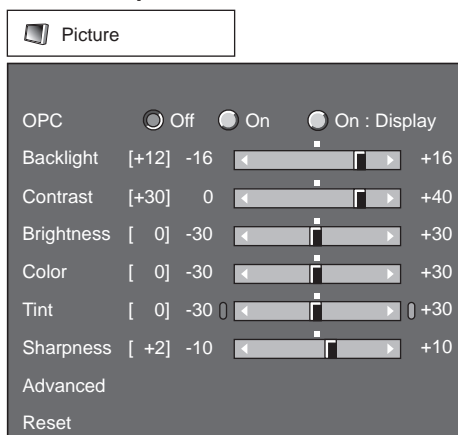 Picture
OPC Off On On : Display
Backlight [+12] -16 +16
Contrast [+30] 0 +40
Brightness [ 0] -30 +30
Color [ 0] -30 +30
Tint [ 0] -30 +30
Sharpness [ +2] -10 +10
Advanced
Reset